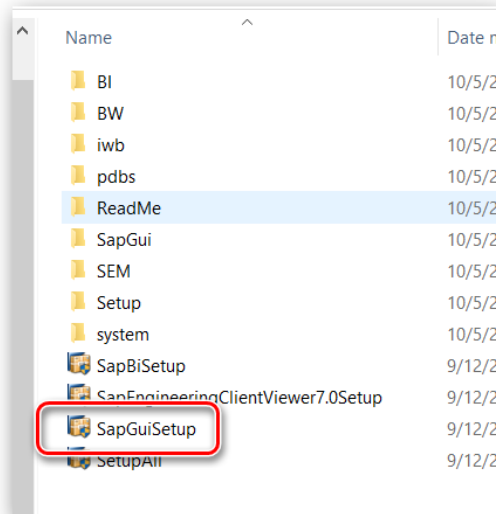 Name Date
BI 10/5/2
BW 10/5/2
iwb 10/5/2
pdbs 10/5/2
ReadMe 10/5/2
SapGui 10/5/2
SEM 10/5/2
Setup 10/5/2
system 10/5/2
SapBiSetup 9/12/2
SapEngineeringClientViewer7.0Setup 9/12/2
SapGuiSetup 9/12/2
SetupAll 9/12/2